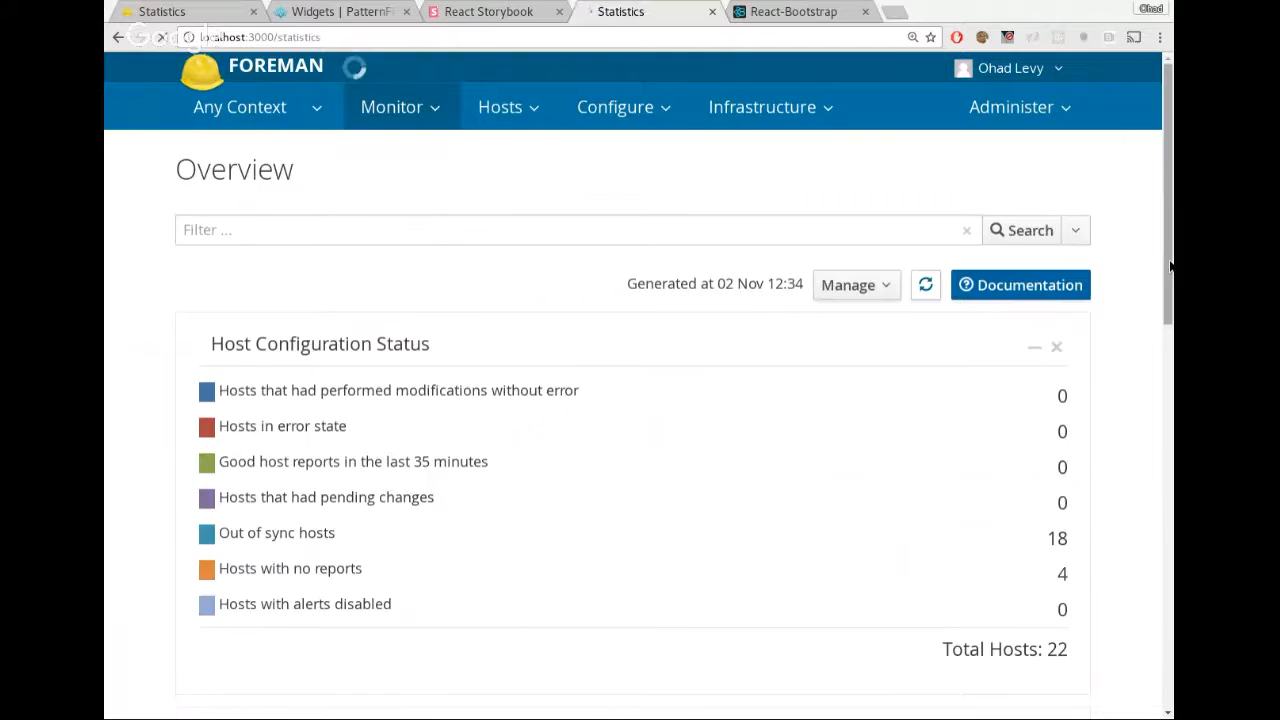 Statistics
Widgets | PatternFl
React Storybook
Statistics
React-Bootstrap
Ohad
localhost:3000/statistics
FOREMAN
Ohad Levy
Any Context
Monitor
Hosts
Configure
Infrastructure
Administer
Overview
Filter ...
Search
Generated at 02 Nov 12:34
Manage
Documentation
Host Configuration Status
Hosts that had performed modifications without error 0
Hosts in error state 0
Good host reports in the last 35 minutes 0
Hosts that had pending changes 0
Out of sync hosts 18
Hosts with no reports 4
Hosts with alerts disabled 0
Total Hosts: 22